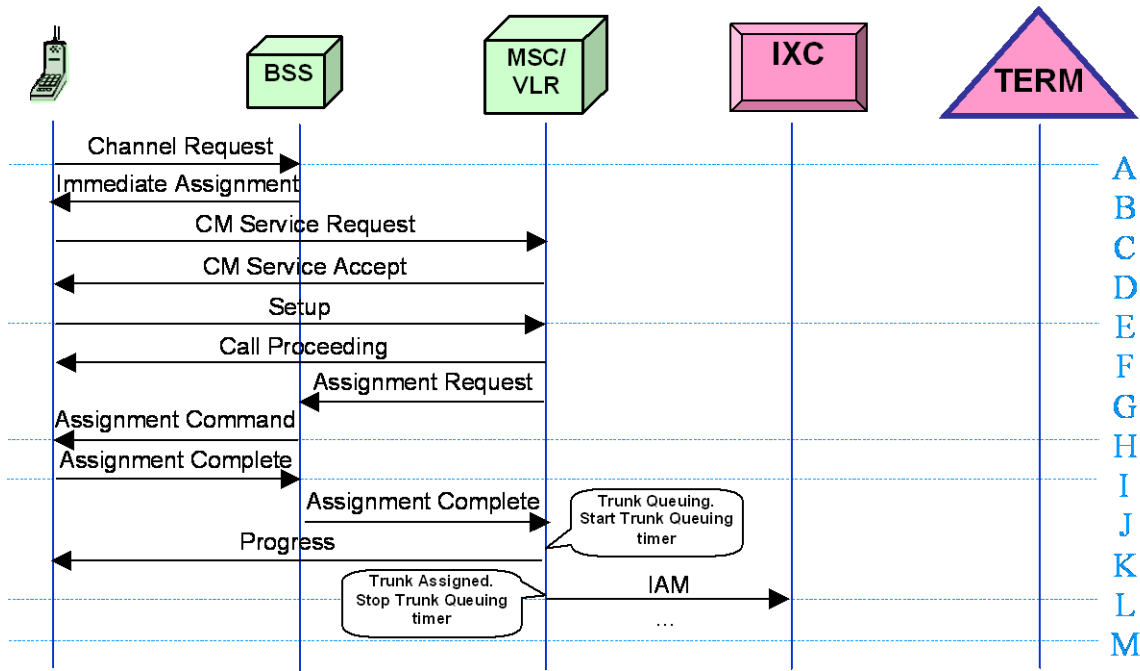 BSS
MSC/
VLR
IXC
TERM
Channel Request
A
Immediate Assignment
B
CM Service Request
C
CM Service Accept
D
Setup
E
Call Proceeding
F
Assignment Request
G
Assignment Command
H
Assignment Complete
I
Assignment Complete
Trunk Queuing.
Start Trunk Queuing
timer
J
Progress
K
Trunk Assigned.
Stop Trunk Queuing
timer
IAM
L
...
M